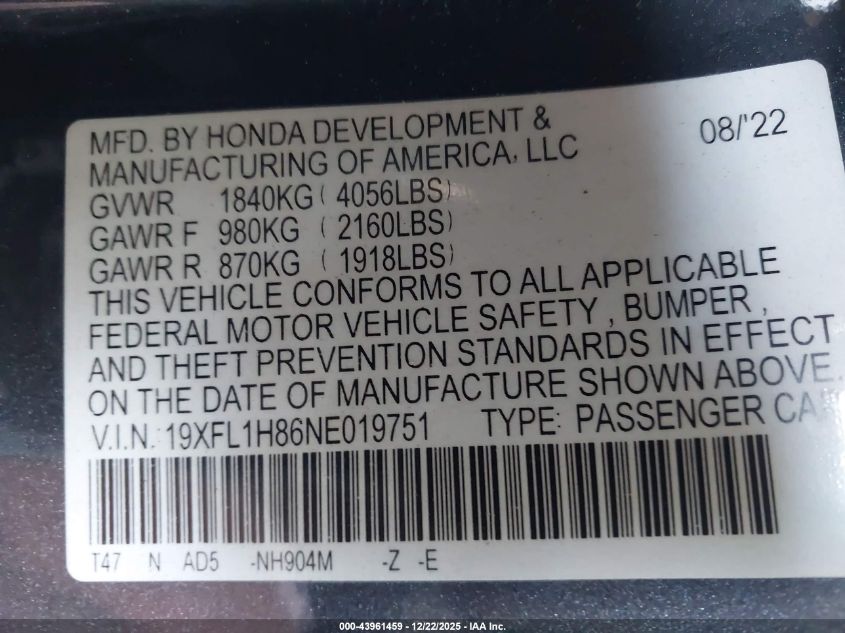 MFD. BY HONDA DEVELOPMENT & 08/'22
MANUFACTURING OF AMERICA, LLC
GVWR 1840KG ( 4056LBS)
GAWR F 980KG ( 2160LBS)
GAWR R 870KG ( 1918LBS)
THIS VEHICLE CONFORMS TO ALL APPLICABLE
FEDERAL MOTOR VEHICLE SAFETY , BUMPER ,
AND THEFT PREVENTION STANDARDS IN EFFECT
ON THE DATE OF MANUFACTURE SHOWN ABOVE.
V.I.N.: 19XFL1H86NE019751 TYPE: PASSENGER CA
T47 N AD5 -NH904M -Z -E
000-43961459 - 12/22/2025 - IAA Inc.